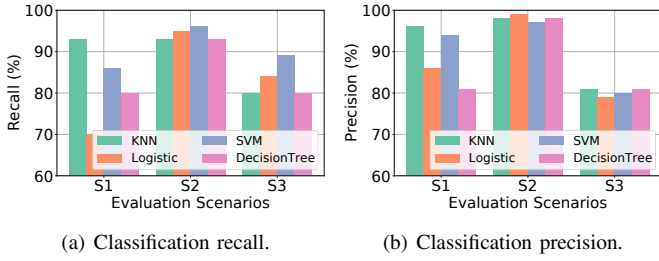 100
90
80
70
60
Recall (%)
KNN
Logistic
SVM
DecisionTree
S1 S2 S3
Evaluation Scenarios
(a) Classification recall.
100
90
80
70
60
Precision (%)
KNN
Logistic
SVM
DecisionTree
S1 S2 S3
Evaluation Scenarios
(b) Classification precision.